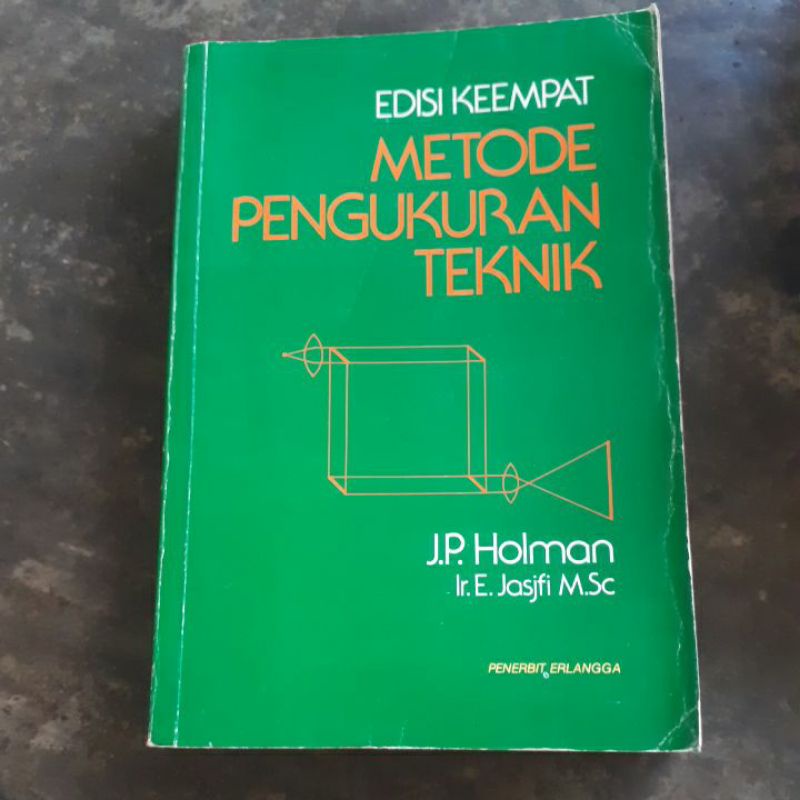 EDISI KEEMPAT
METODE
PENGUKURAN
TEKNIK
J.P. Holman
Ir. E. Jasjfi M.Sc
PENERBIT ERLANGGA